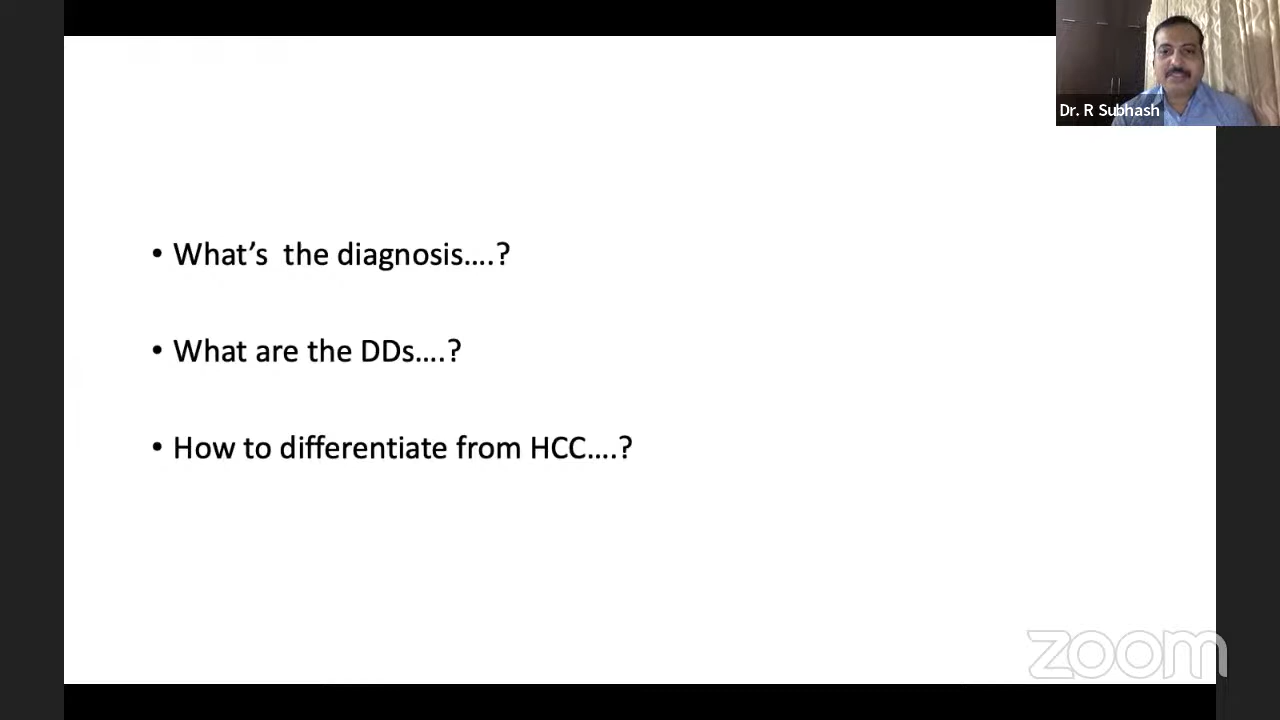 Dr. R Subhash
• What’s  the diagnosis....?
• What are the DDs....?
• How to differentiate from HCC....?
zoom